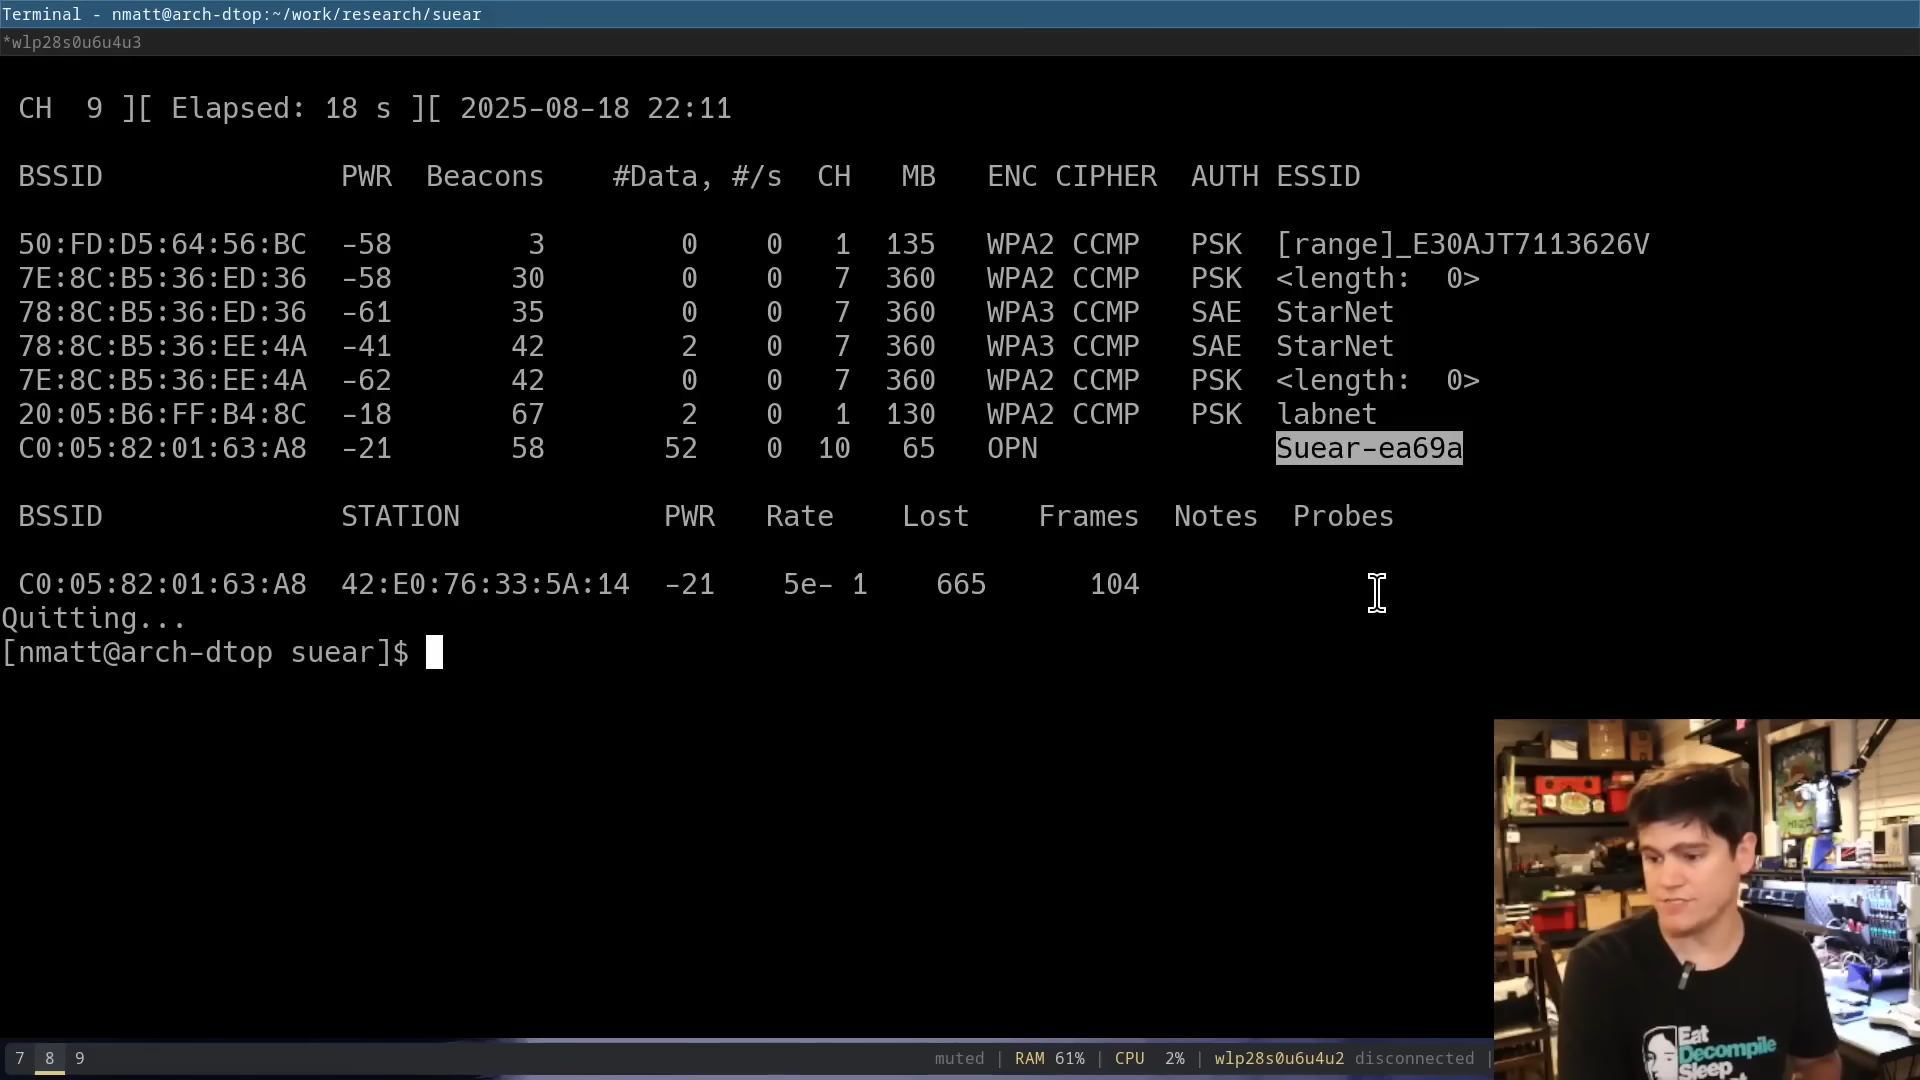 Terminal - nmatt@arch-dtop:~/work/research/suear
*wlp28s0u6u4u3
CH 9 ][ Elapsed: 18 s ][ 2025-08-18 22:11
BSSID PWR Beacons #Data, #/s CH MB ENC CIPHER AUTH ESSID
50:FD:D5:64:56:BC -58 3 0 0 1 135 WPA2 CCMP PSK [range]_E30AJT7113626V
7E:8C:B5:36:ED:36 -58 30 0 0 7 360 WPA2 CCMP PSK <length: 0>
78:8C:B5:36:ED:36 -61 35 0 0 7 360 WPA3 CCMP SAE StarNet
78:8C:B5:36:EE:4A -41 42 2 0 7 360 WPA3 CCMP SAE StarNet
7E:8C:B5:36:EE:4A -62 42 0 0 7 360 WPA2 CCMP PSK <length: 0>
20:05:B6:FF:B4:8C -18 67 2 0 1 130 WPA2 CCMP PSK labnet
C0:05:82:01:63:A8 -21 58 52 0 10 65 OPN Suear-ea69a
BSSID STATION PWR Rate Lost Frames Notes Probes
C0:05:82:01:63:A8 42:E0:76:33:5A:14 -21 5e- 1 665 104
Quitting...
[nmatt@arch-dtop suear]$
Eat
Decompile
Sleep
7 8 9 muted | RAM 61% | CPU 2% | wlp28s0u6u4u2 disconnected |